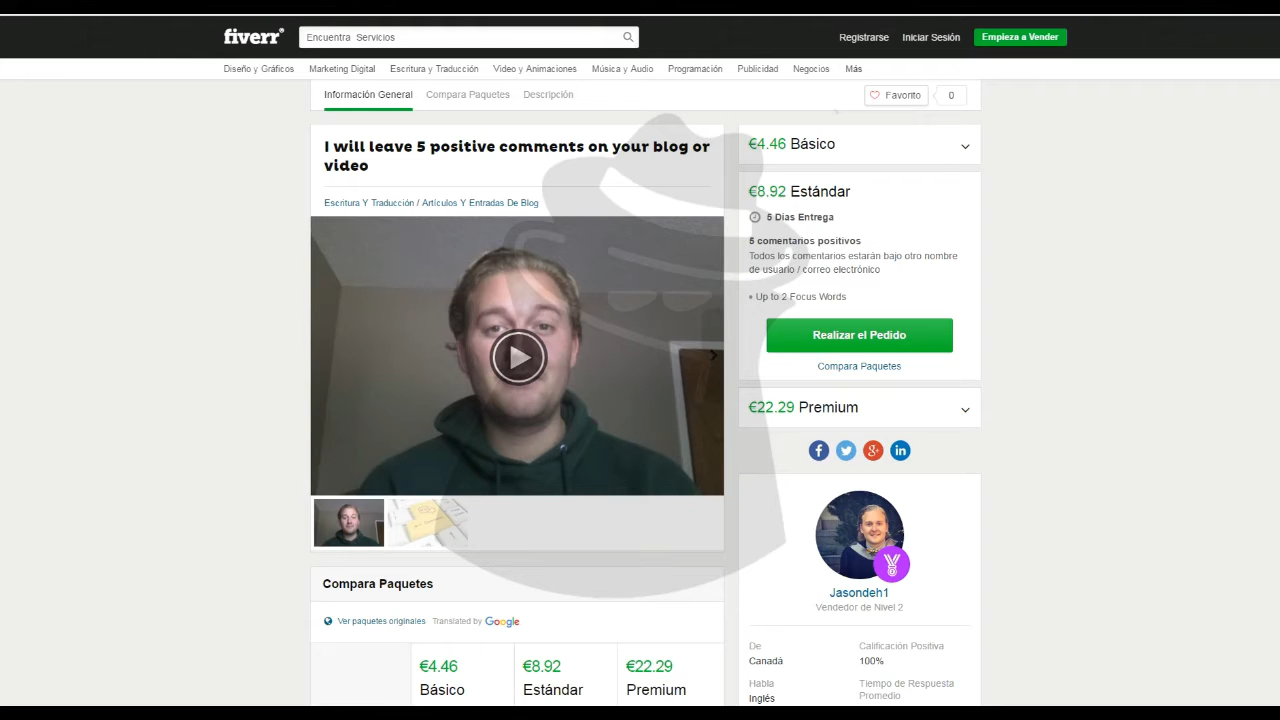 fiverr®
Encuentra Servicios
Registrarse
Iniciar Sesión
Empieza a Vender
Diseño y Gráficos
Marketing Digital
Escritura y Traducción
Video y Animaciones
Música y Audio
Programación
Publicidad
Negocios
Más
Información General
Compara Paquetes
Descripción
Favorito
0
I will leave 5 positive comments on your blog or
video
Escritura Y Traducción / Artículos Y Entradas De Blog
€4.46 Básico
€8.92 Estándar
5 Días Entrega
5 comentarios positivos
Todos los comentarios estarán bajo otro nombre
de usuario / correo electrónico
• Up to 2 Focus Words
Realizar el Pedido
Compara Paquetes
€22.29 Premium
Jasondeh1
Vendedor de Nivel 2
De
Canadá
Calificación Positiva
100%
Habla
Inglés
Tiempo de Respuesta
Promedio
Compara Paquetes
Ver paquetes originales
Translated by Google
€4.46
Básico
€8.92
Estándar
€22.29
Premium